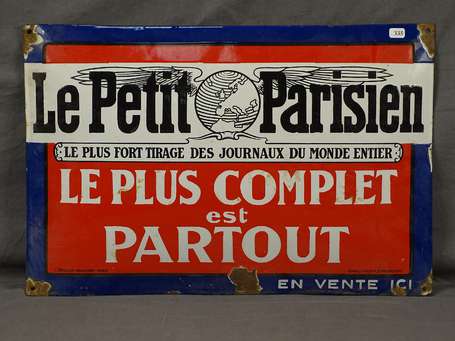 Le Petit Parisien
LE PLUS FORT TIRAGE DES JOURNAUX DU MONDE ENTIER
LE PLUS COMPLET
est
PARTOUT
EN VENTE ICI